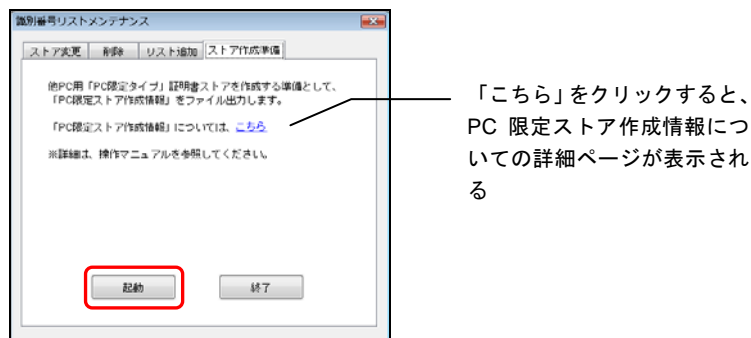 識別番号リストメンテナンス
ストア変更 削除 リスト追加 ストア作成準備
他PC用「PC限定タイプ」証明書ストアを作成する準備として、
「PC限定ストア作成情報」をファイル出力します。
「PC限定ストア作成情報」については、こちら
※詳細は、操作マニュアルを参照してください。
起動 終了
「こちら」をクリックすると、
PC 限定ストア作成情報につ
いての詳細ページが表示され
る